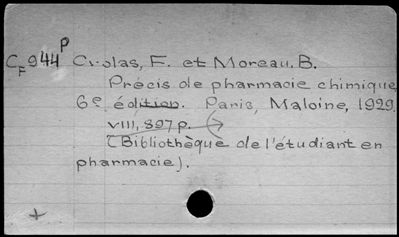 P
C F 944 Crolas, F. et Moreau. B.
Précis de pharmacie chimique
6e édition. Paris, Maloine, 1929
VIII, 897 p.
(Bibliothèque de l'étudiant en
pharmacie).
+